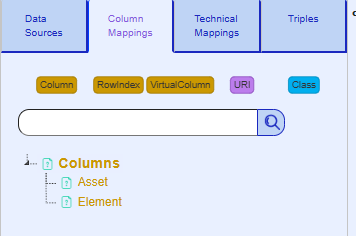 Data Sources
Column Mappings
Technical Mappings
Triples
Column RowIndex VirtualColumn URI Class
Columns
Asset
Element